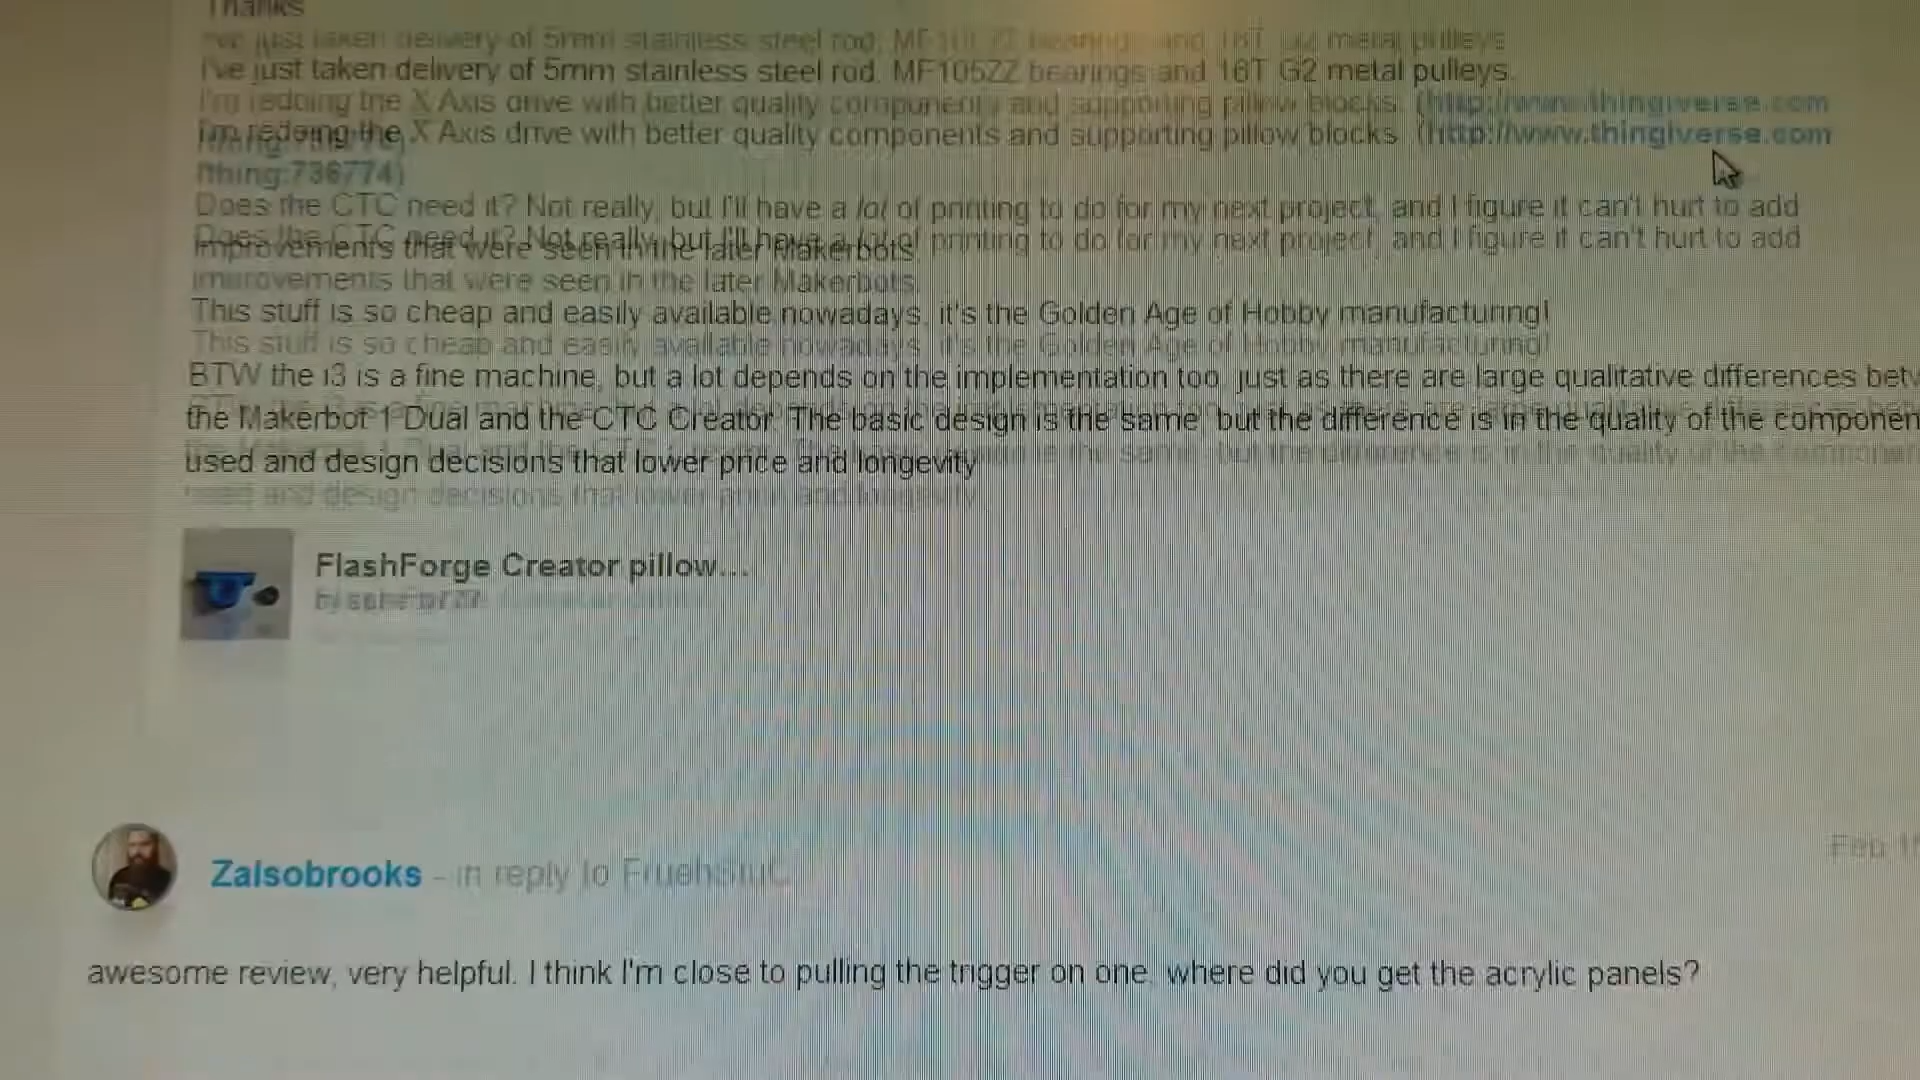 Thanks
I've just taken delivery of 5mm stainless steel rod, MF105ZZ bearings and 16T G2 metal pulleys.
I'm redoing the X Axis drive with better quality components and supporting pillow blocks. (http://www.thingiverse.com
/thing:736774)
Does the CTC need it? Not really, but I'll have a lot of printing to do for my next project, and I figure it can't hurt to add
improvements that were seen in the later Makerbots.
This stuff is so cheap and easily available nowadays, it's the Golden Age of Hobby manufacturing!
BTW the i3 is a fine machine, but a lot depends on the implementation too, just as there are large qualitative differences betw
the Makerbot 1 Dual and the CTC Creator. The basic design is the same, but the difference is in the quality of the componen
used and design decisions that lower price and longevity
FlashForge Creator pillow...
by
Zalsobrooks - in reply to FruehStuC
Feb
awesome review, very helpful. I think I'm close to pulling the trigger on one. where did you get the acrylic panels?